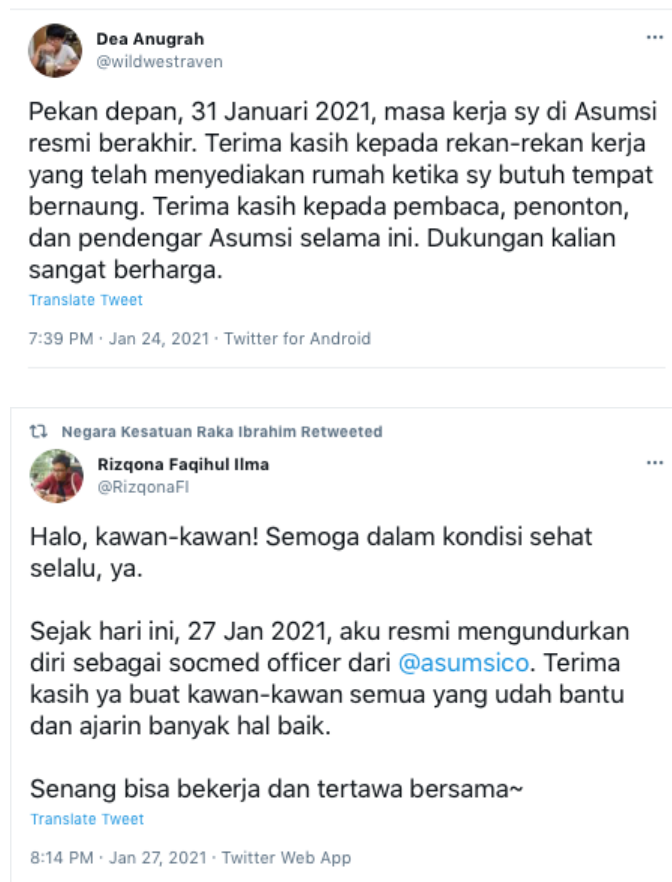 Dea Anugrah
@wildwestraven
Pekan depan, 31 Januari 2021, masa kerja sy di Asumsi
resmi berakhir. Terima kasih kepada rekan-rekan kerja
yang telah menyediakan rumah ketika sy butuh tempat
bernaung. Terima kasih kepada pembaca, penonton,
dan pendengar Asumsi selama ini. Dukungan kalian
sangat berharga.
Translate Tweet
7:39 PM · Jan 24, 2021 · Twitter for Android
Negara Kesatuan Raka Ibrahim Retweeted
Rizqona Faqihul Ilma
@RizqonaFI
Halo, kawan-kawan! Semoga dalam kondisi sehat
selalu, ya.
Sejak hari ini, 27 Jan 2021, aku resmi mengundurkan
diri sebagai socmed officer dari @asumsico. Terima
kasih ya buat kawan-kawan semua yang udah bantu
dan ajarin banyak hal baik.
Senang bisa bekerja dan tertawa bersama~
Translate Tweet
8:14 PM · Jan 27, 2021 · Twitter Web App